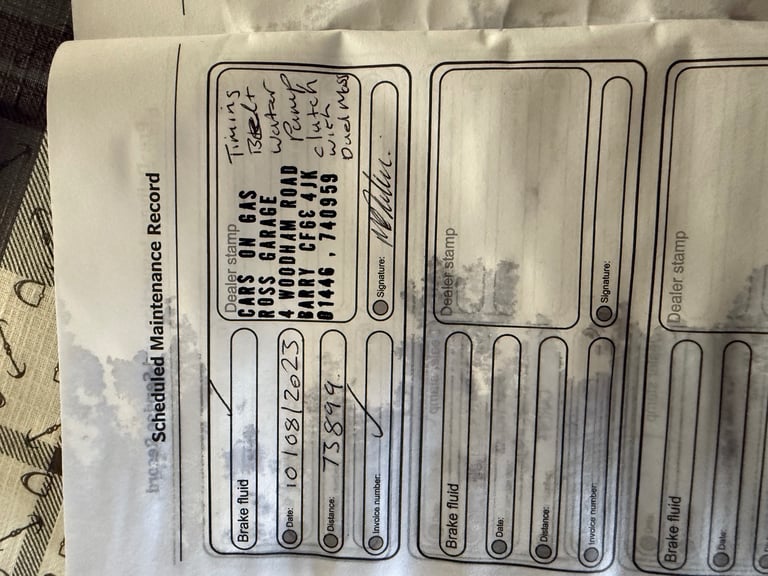 Scheduled Maintenance Record
Brake fluid
Date: 10/08/2023
Distance: 73899
Invoice number:
Dealer stamp
CARS ON GAS
ROSS GARAGE
4 WOODHAM ROAD
BARRY CF6E 4JK
01446 , 740959
Timing
Belt
Water
Pump
Clutch
with
Duel Mass
Signature:
Brake fluid
Date:
Distance:
Invoice number:
Dealer stamp
Signature:
Brake fluid
Date:
Dealer stamp